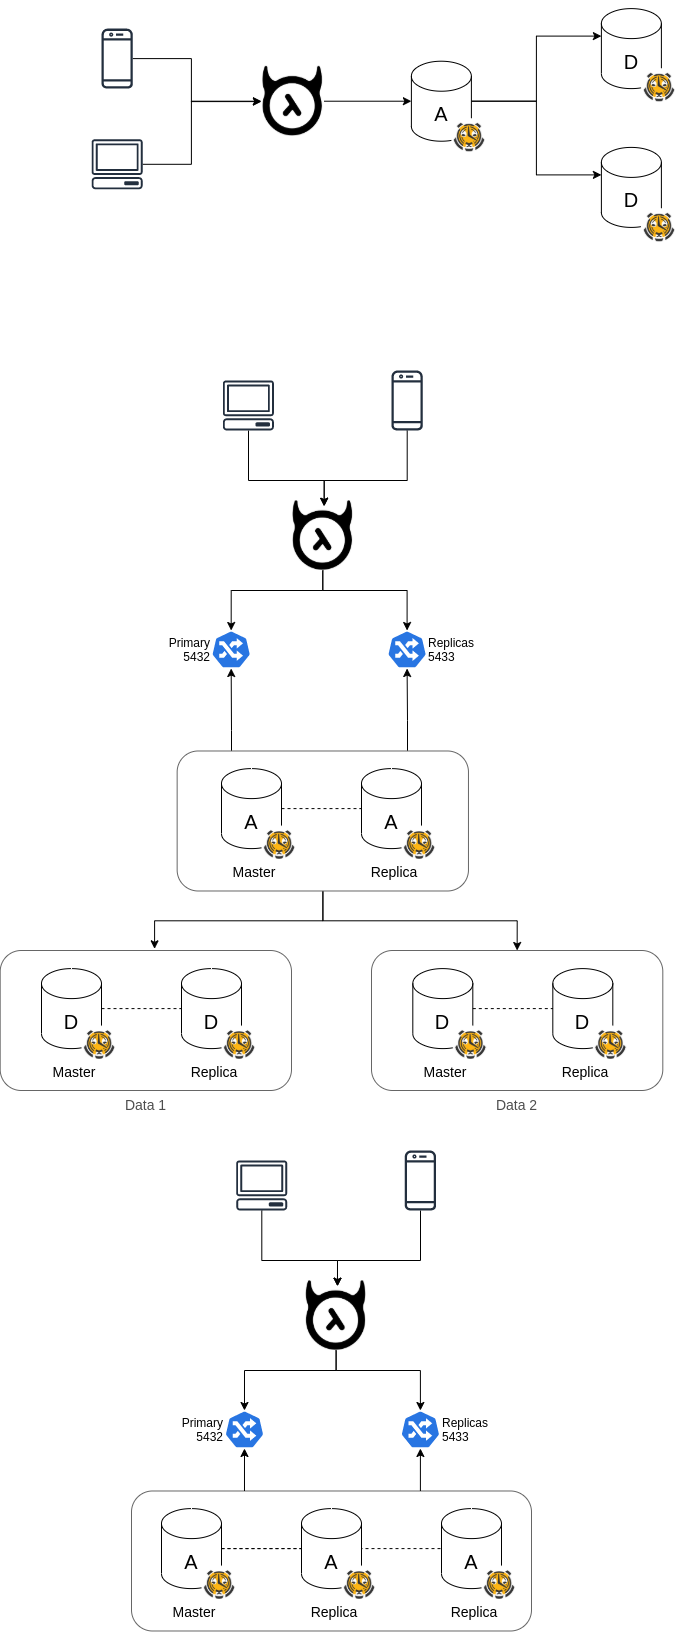 D
A
D
Primary
5432
Replicas
5433
A
A
Master
Replica
D
D
D
D
Master
Replica
Master
Replica
Data 1
Data 2
Primary
5432
Replicas
5433
A
A
A
Master
Replica
Replica